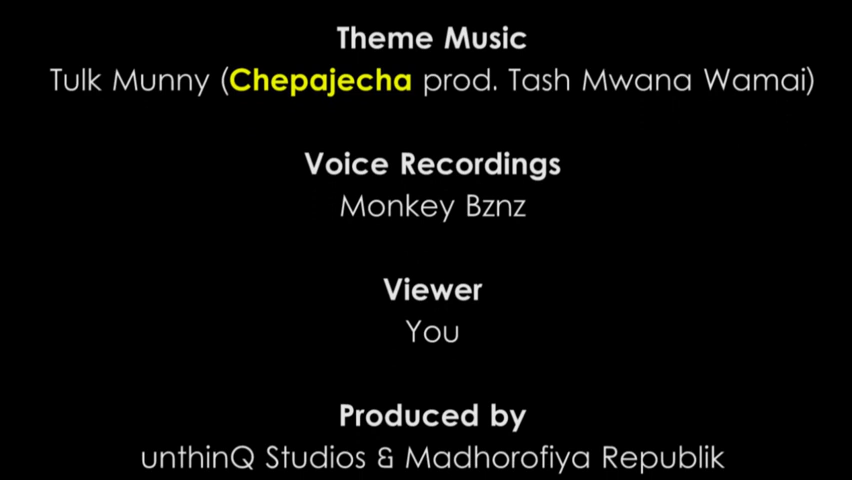 Theme Music
Tulk Munny (Chepajecha prod. Tash Mwana Wamai)
Voice Recordings
Monkey Bznz
Viewer
You
Produced by
unthinQ Studios & Madhorofiya Republik